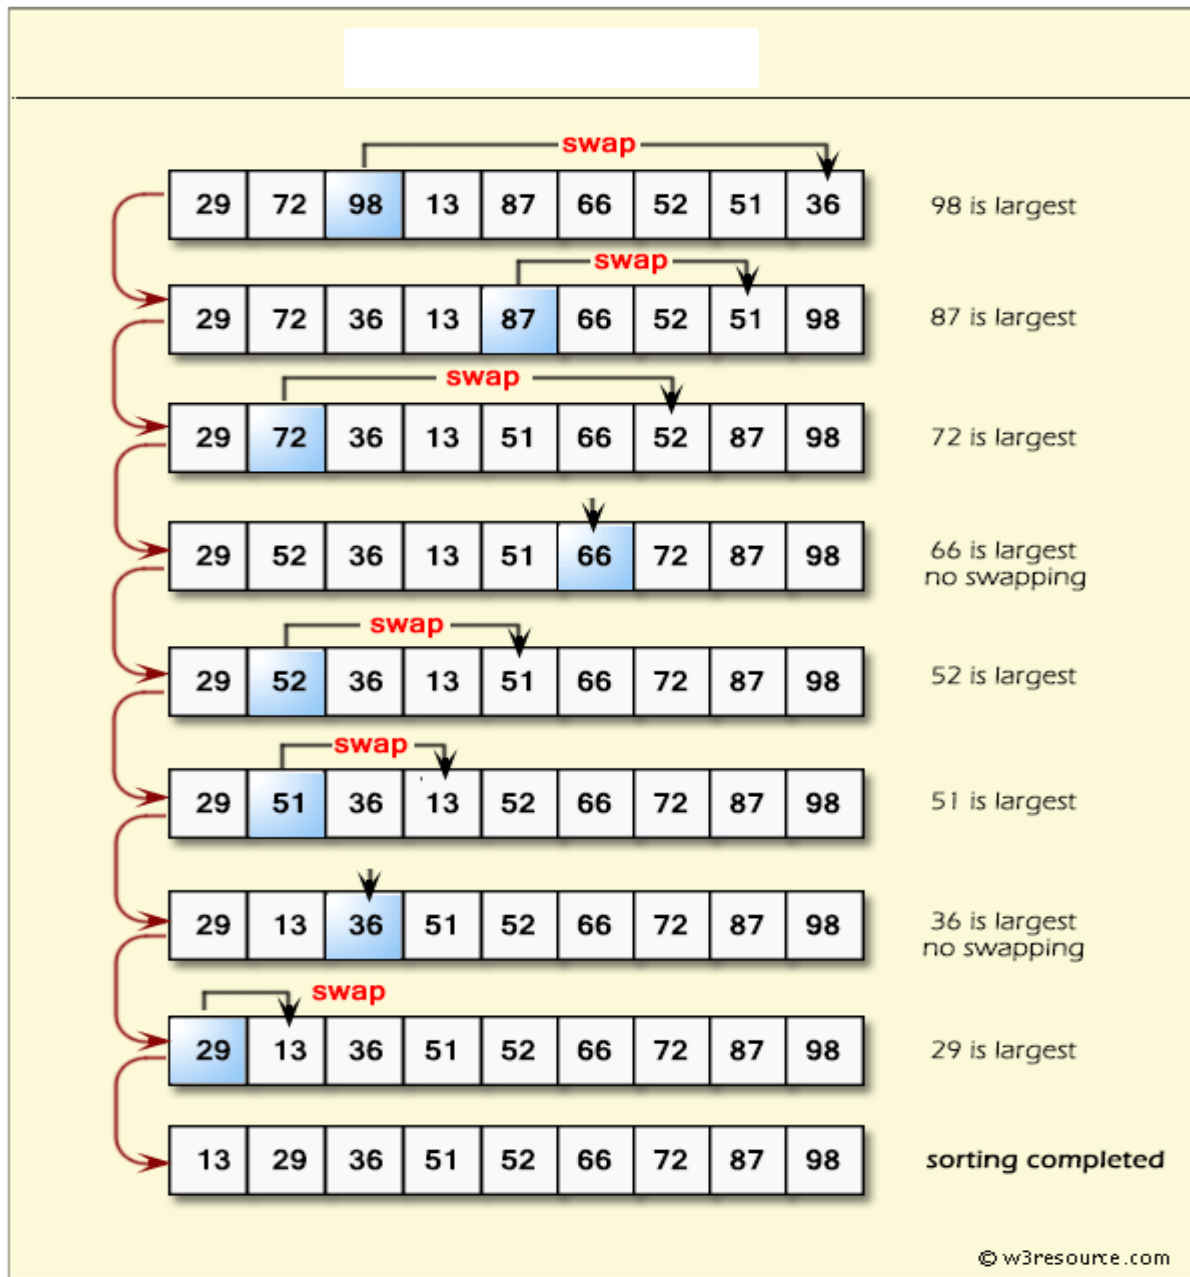 swap
29 72 98 13 87 66 52 51 36 98 is largest
swap
29 72 36 13 87 66 52 51 98 87 is largest
swap
29 72 36 13 51 66 52 87 98 72 is largest
29 52 36 13 51 66 72 87 98 66 is largest
no swapping
swap
29 52 36 13 51 66 72 87 98 52 is largest
swap
29 51 36 13 52 66 72 87 98 51 is largest
29 13 36 51 52 66 72 87 98 36 is largest
no swapping
swap
29 13 36 51 52 66 72 87 98 29 is largest
13 29 36 51 52 66 72 87 98 sorting completed
© w3resource.com